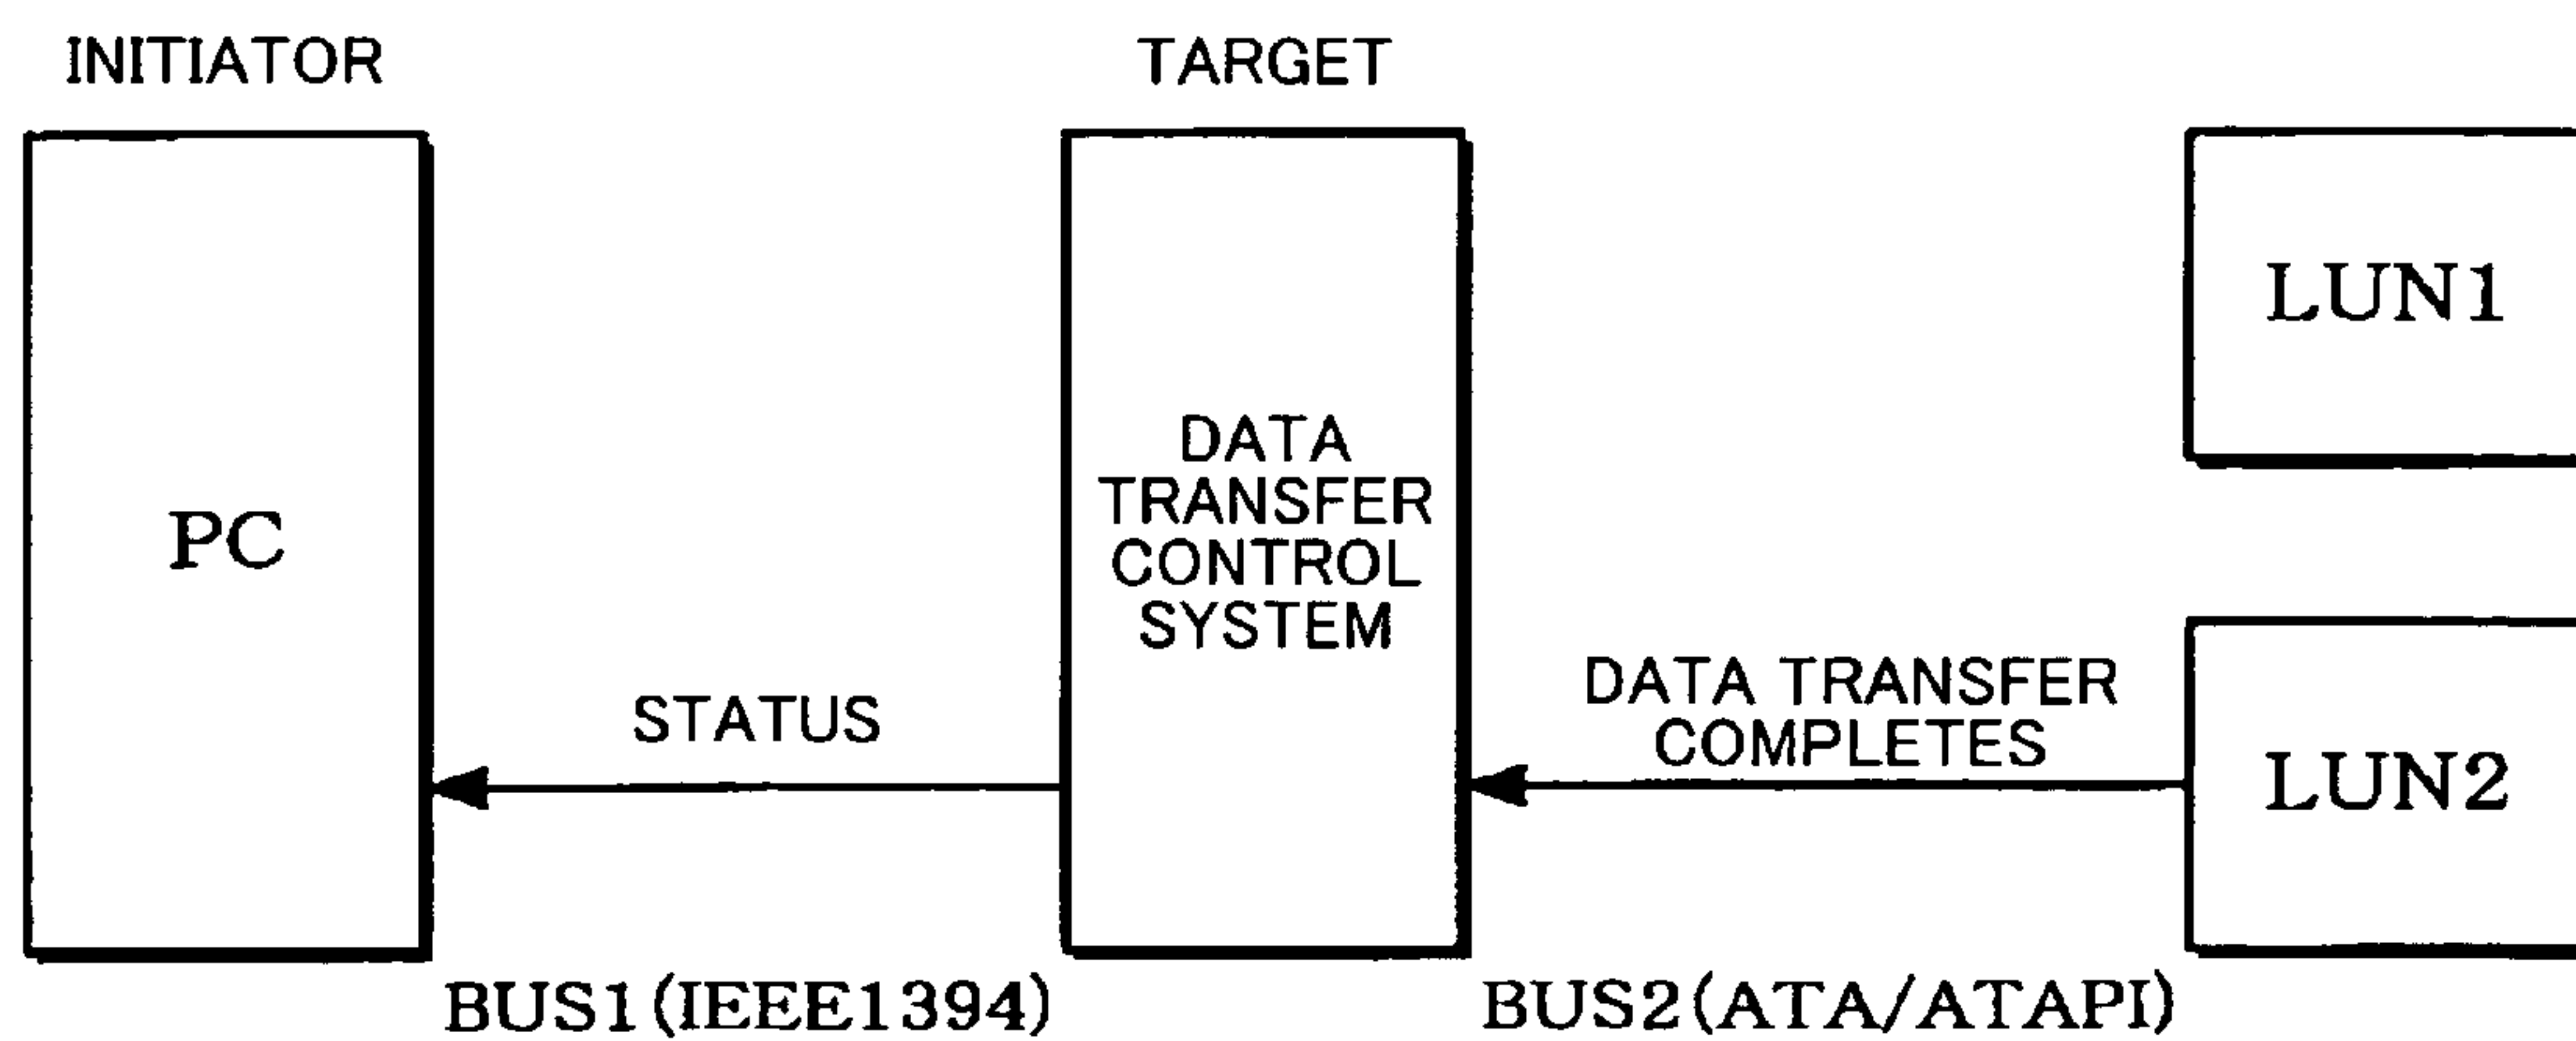 INITIATOR
TARGET
LUN1
PC
DATA
TRANSFER
CONTROL
SYSTEM
STATUS
DATA TRANSFER
COMPLETES
LUN2
BUS1(IEEE1394)
BUS2(ATA/ATAPI)